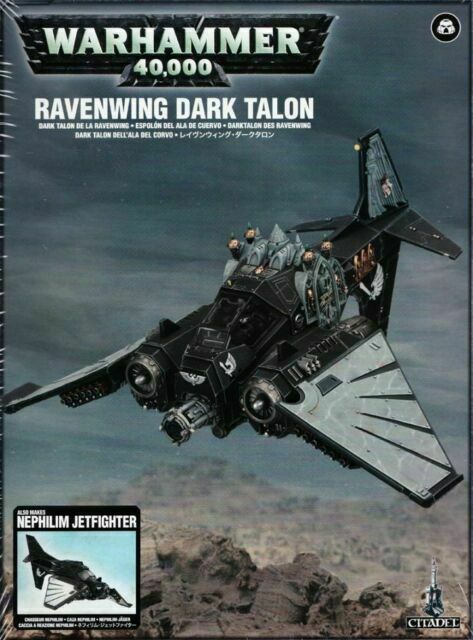 WARHAMMER
40,000
RAVENWING DARK TALON
DARK TALON DE LA RAVENWING • ESPOLÓN DEL ALA DE CUERVO • DARKTALON DES RAVENWING
DARK TALON DELL'ALA DEL CORVO • レイヴンウィング・ダークタロン
ALSO MAKES
NEPHILIM JETFIGHTER
CHASSEUR NEPHILIM • CAZA NEPHILIM • NEPHILIM-JÄGER
CACCIA A REAZIONE NEPHILIM • ネフィリム・ジェットファイター
CITADEL